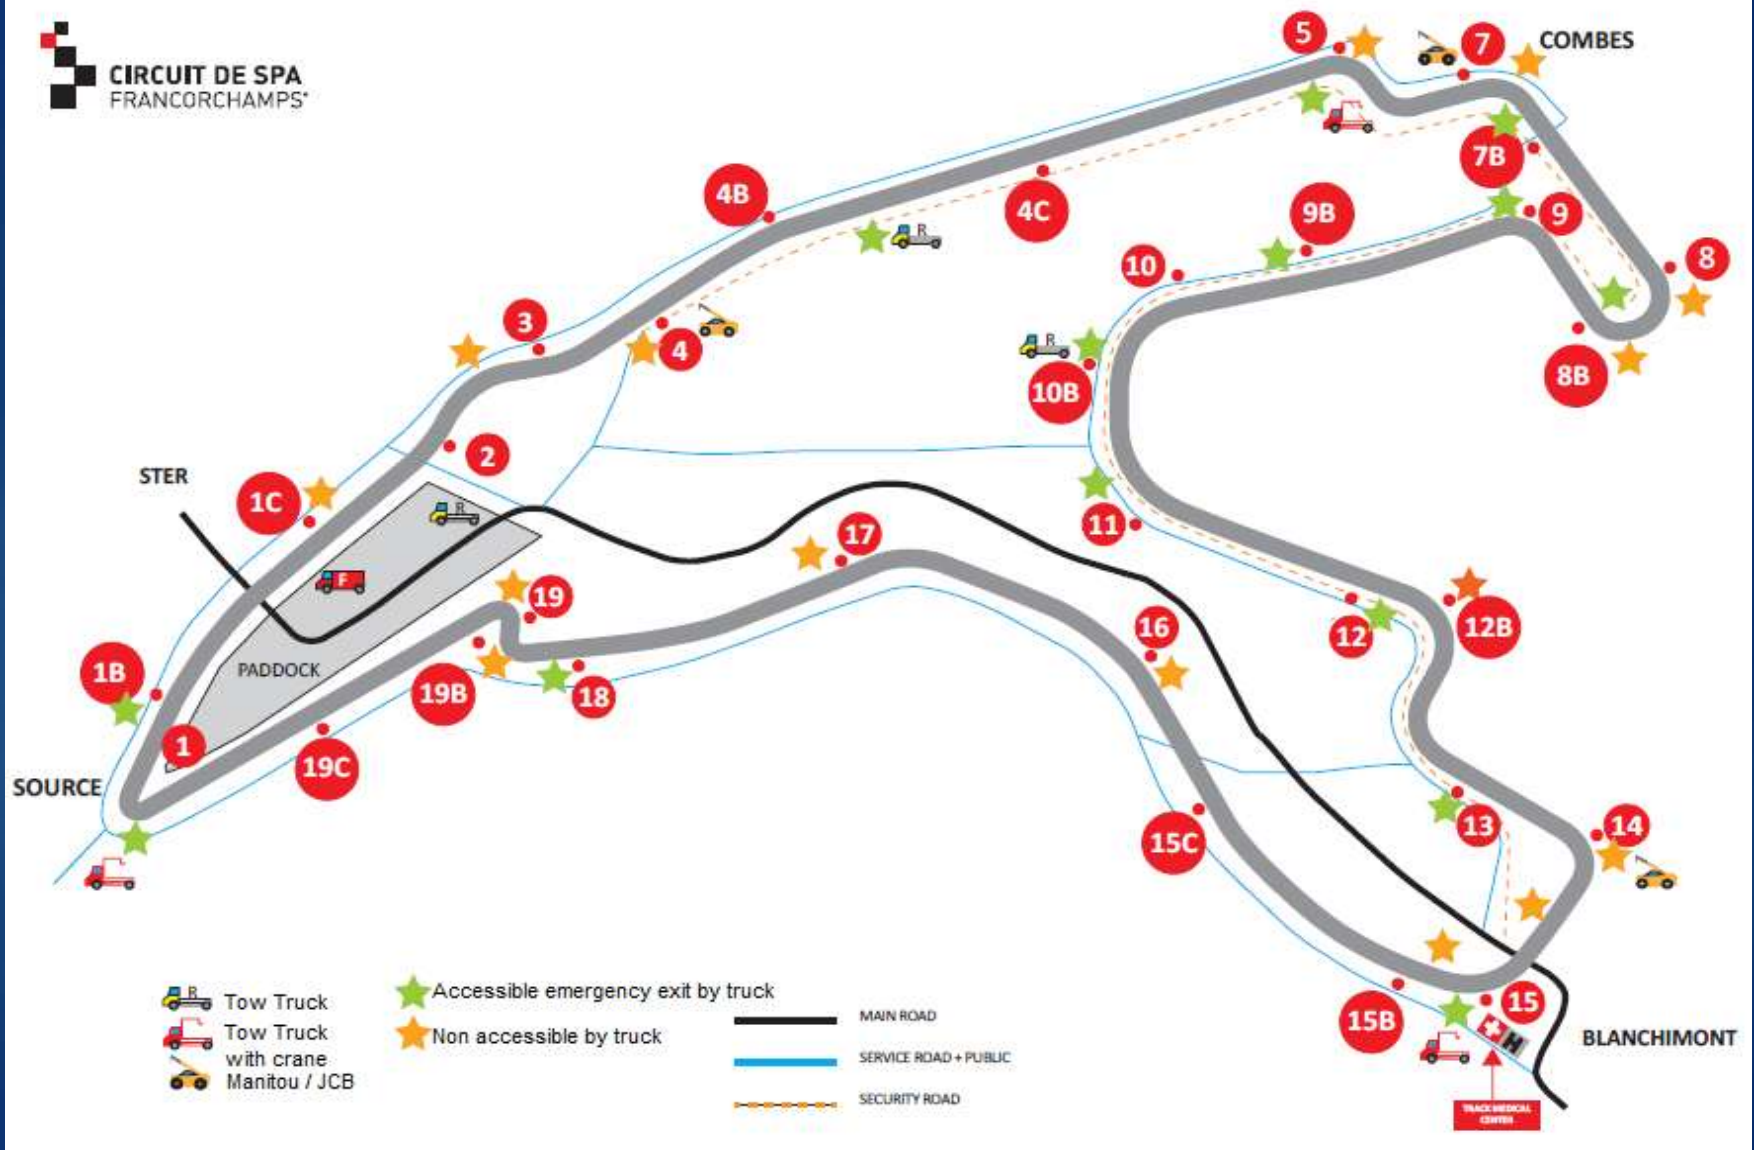 CIRCUIT DE SPA
FRANCORCHAMPS
5
7
COMBES
7B
4B
4C
9B
9
8
10
3
4
8B
10B
2
STER
1C
R
R
R
F
11
17
19
12
12B
16
PADDOCK
1B
19B
18
1
19C
SOURCE
13
14
15C
15
15B
H
BLANCHIMONT
TRACK MEDICAL
CENTER
R
Tow Truck
Tow Truck
with crane
Manitou / JCB
Accessible emergency exit by truck
Non accessible by truck
MAIN ROAD
SERVICE ROAD + PUBLIC
SECURITY ROAD